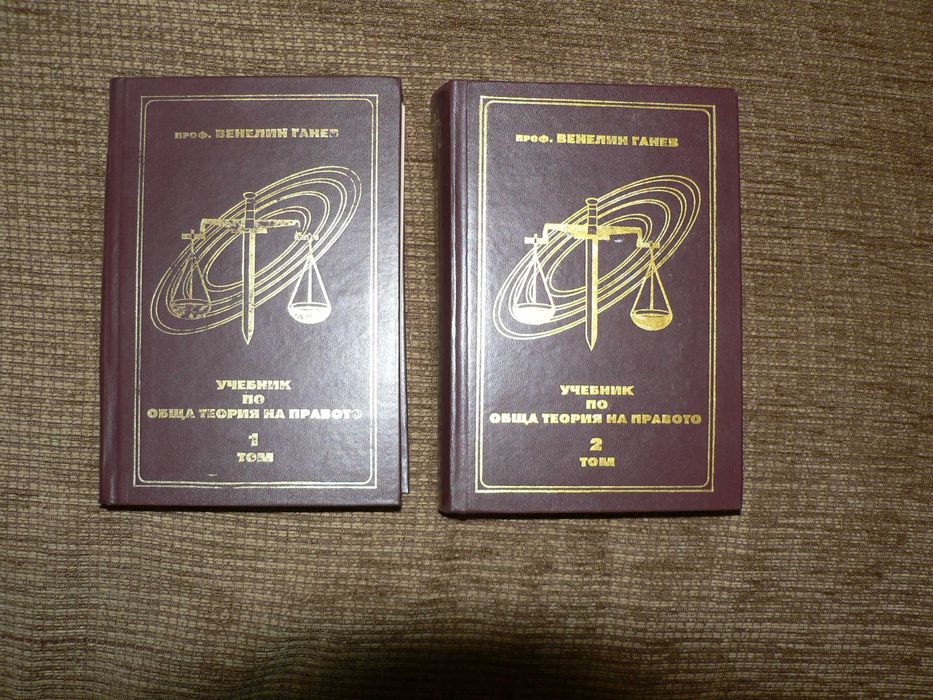 проф. ВЕНЕЛИН ГАНЕВ
УЧЕБНИК
ПО
ОБЩА ТЕОРИЯ НА ПРАВОТО
1
ТОМ
проф. ВЕНЕЛИН ГАНЕВ
УЧЕБНИК
ПО
ОБЩА ТЕОРИЯ НА ПРАВОТО
2
ТОМ